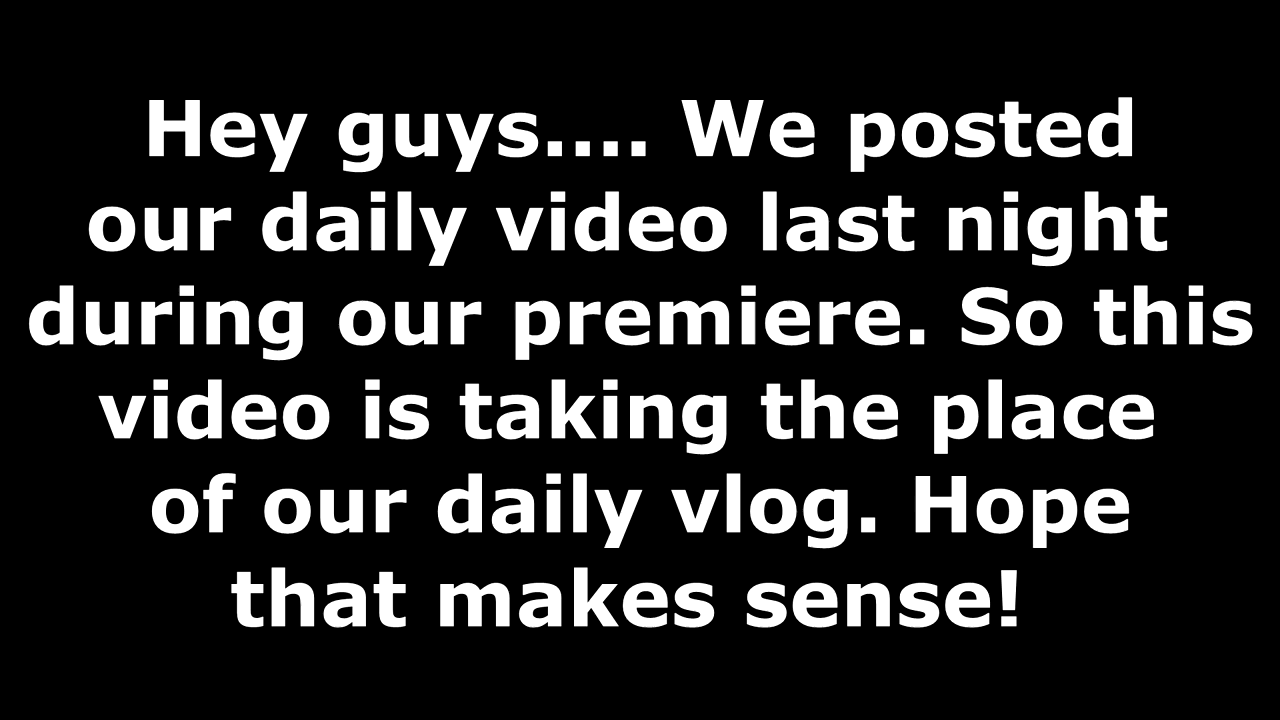 Hey guys.... We posted
our daily video last night
during our premiere. So this
video is taking the place
of our daily vlog. Hope
that makes sense!